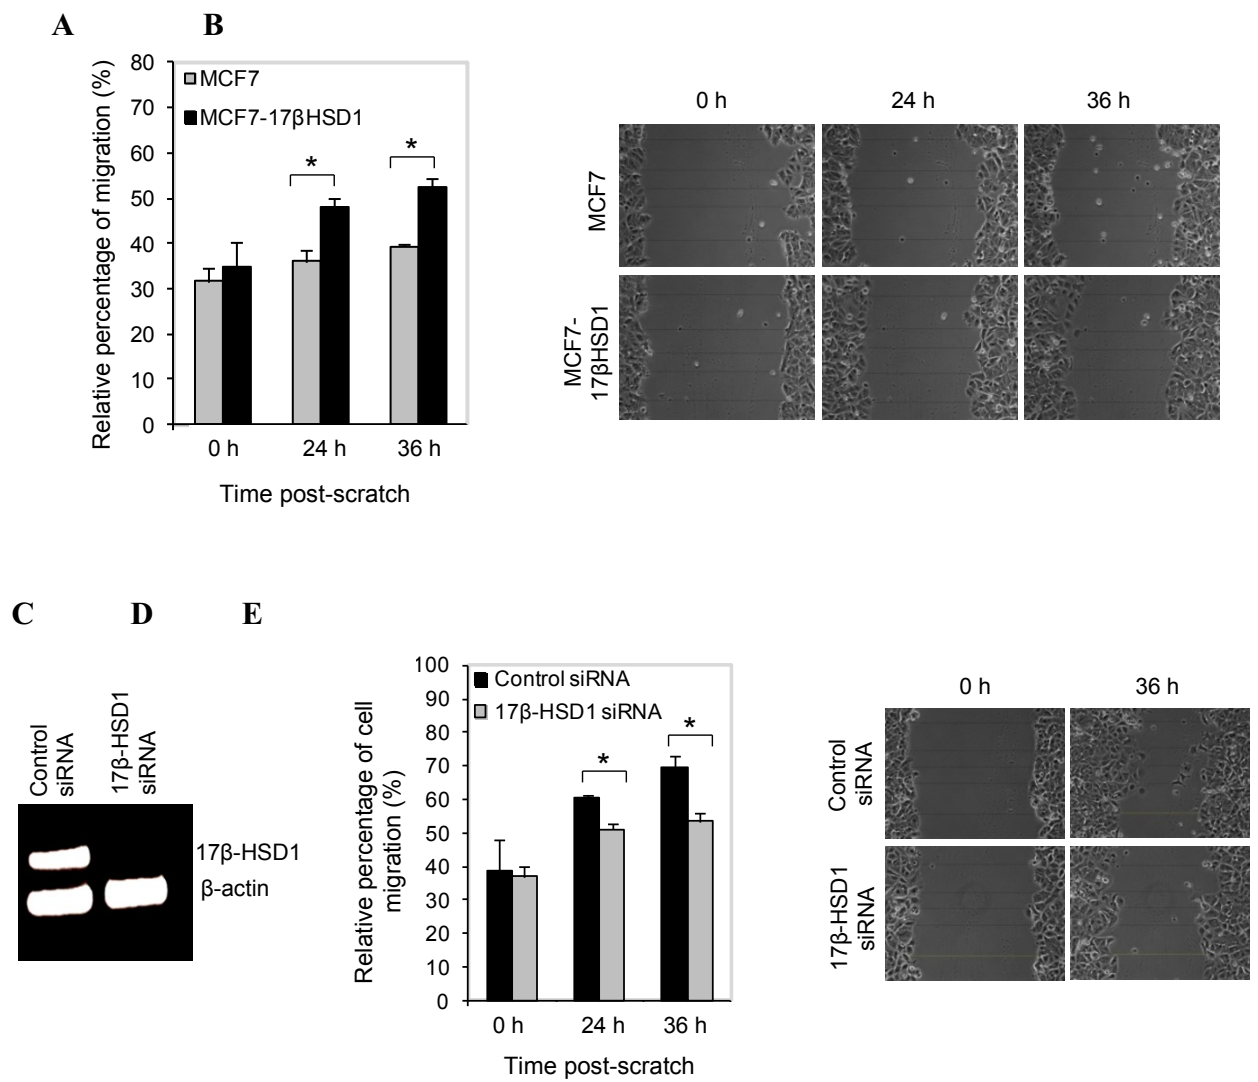 A B
Relative percentage of migration (%)
80
70
60
50
40
30
20
10
0
MCF7
MCF7-17βHSD1
*
*
0 h 24 h 36 h
Time post-scratch
0 h 24 h 36 h
MCF7
MCF7-
17βHSD1
C D E
Control
siRNA
17β-HSD1
siRNA
17β-HSD1
β-actin
Relative percentage of cell
migration (%)
100
90
80
70
60
50
40
30
20
10
0
Control siRNA
17β-HSD1 siRNA
*
*
0 h 24 h 36 h
Time post-scratch
0 h 36 h
Control
siRNA
17β-HSD1
siRNA